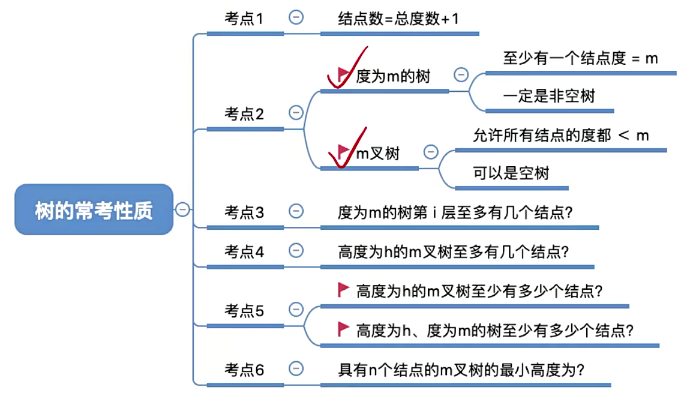 树的常考性质
考点1
结点数=总度数+1
考点2
度为m的树
至少有一个结点度 = m
一定是非空树
m叉树
允许所有结点的度都 < m
可以是空树
考点3
度为m的树第 i 层至多有几个结点?
考点4
高度为h的m叉树至多有几个结点?
考点5
高度为h的m叉树至少有多少个结点?
高度为h、度为m的树至少有多少个结点?
考点6
具有n个结点的m叉树的最小高度为?